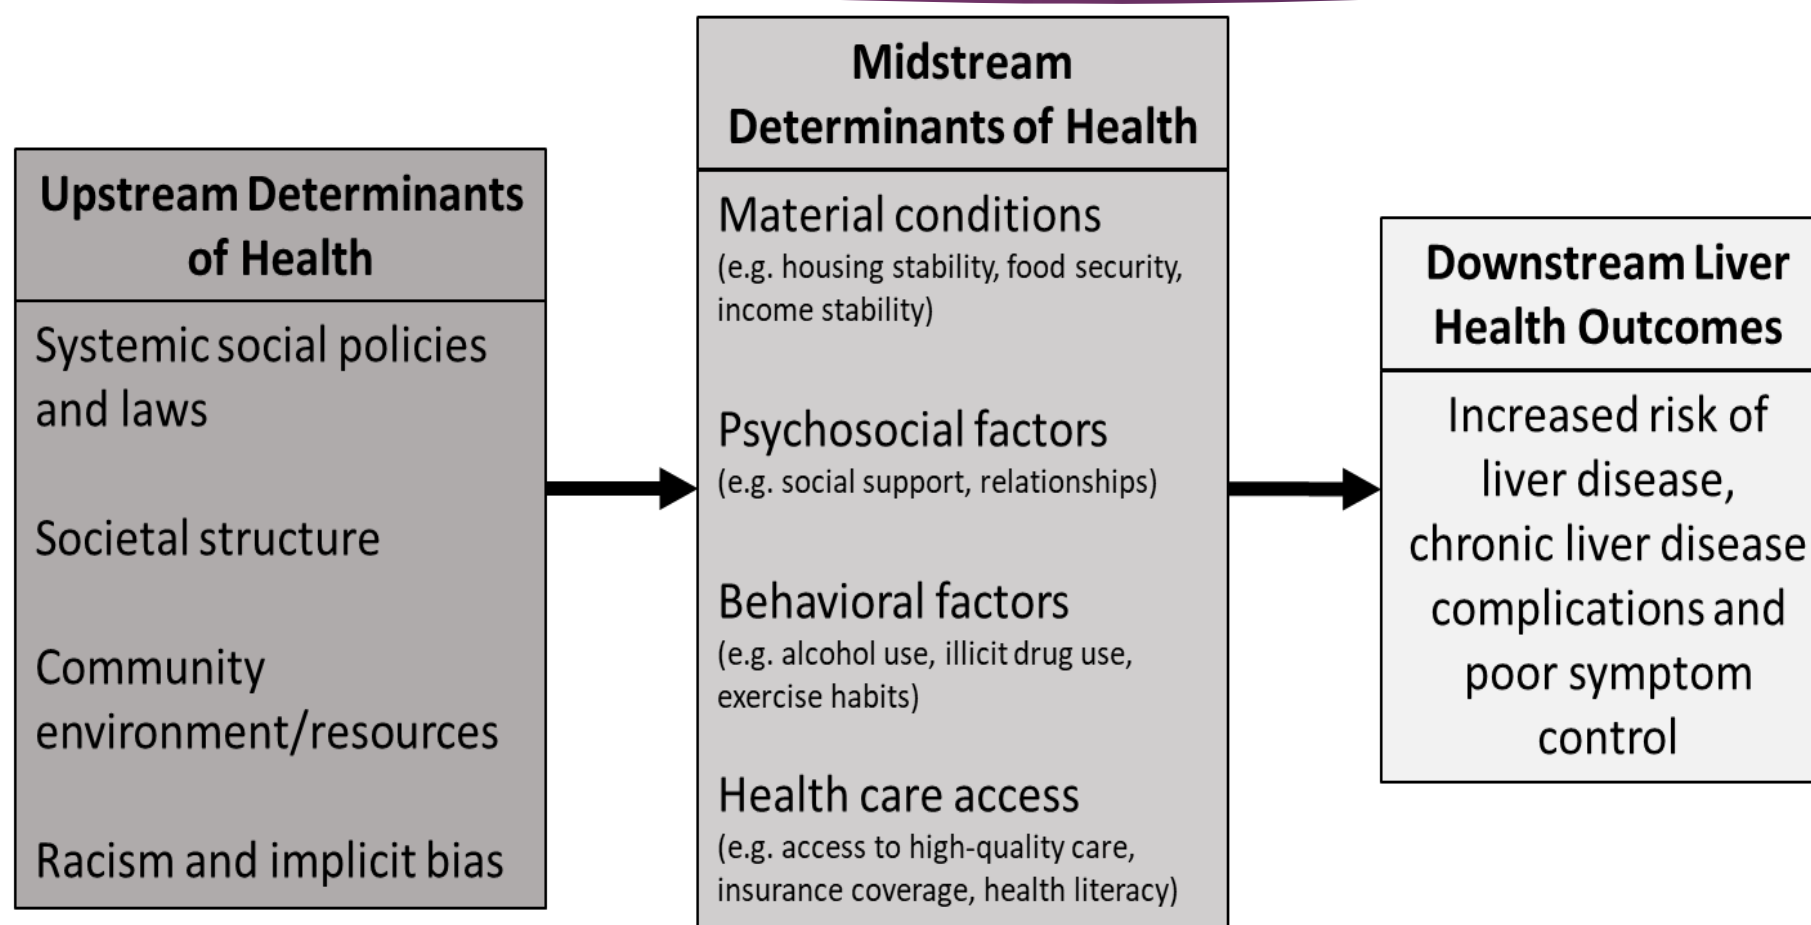 Upstream Determinants
of Health
Systemic social policies
and laws
Societal structure
Community
environment/resources
Racism and implicit bias
Midstream
Determinants of Health
Material conditions
(e.g. housing stability, food security,
income stability)
Psychosocial factors
(e.g. social support, relationships)
Behavioral factors
(e.g. alcohol use, illicit drug use,
exercise habits)
Health care access
(e.g. access to high-quality care,
insurance coverage, health literacy)
Downstream Liver
Health Outcomes
Increased risk of
liver disease,
chronic liver disease
complications and
poor symptom
control